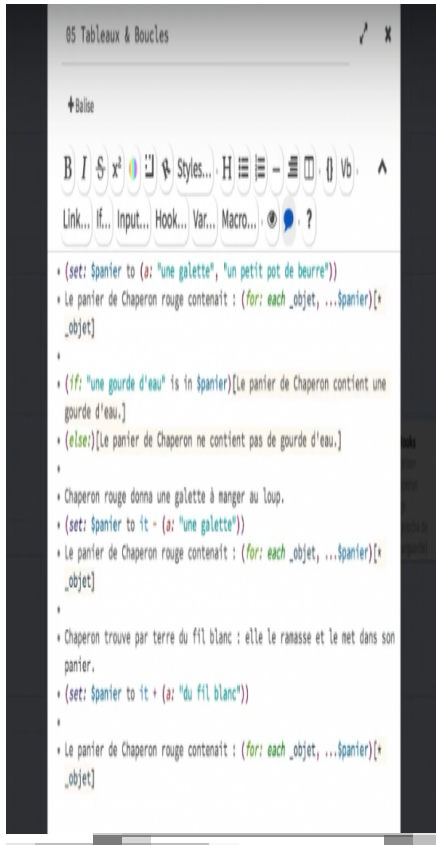 05 Tableaux & Boucles
+Balise
B I S x² Styles... H Vb
Link... If... Input... Hook... Var... Macro... ?
(set: $panier to (a: "une galette", "un petit pot de beurre"))
Le panier de Chaperon rouge contenait : (for: each _objet, ...$panier)[*
_objet]
(if: "une gourde d'eau" is in $panier)[Le panier de Chaperon contient une
gourde d'eau.]
(else:)[Le panier de Chaperon ne contient pas de gourde d'eau.]
Chaperon rouge donna une galette à manger au loup.
(set: $panier to it - (a: "une galette"))
Le panier de Chaperon rouge contenait : (for: each _objet, ...$panier)[*
_objet]
Chaperon trouve par terre du fil blanc : elle le ramasse et le met dans son
panier.
(set: $panier to it + (a: "du fil blanc"))
Le panier de Chaperon rouge contenait : (for: each _objet, ...$panier)[*
_objet]